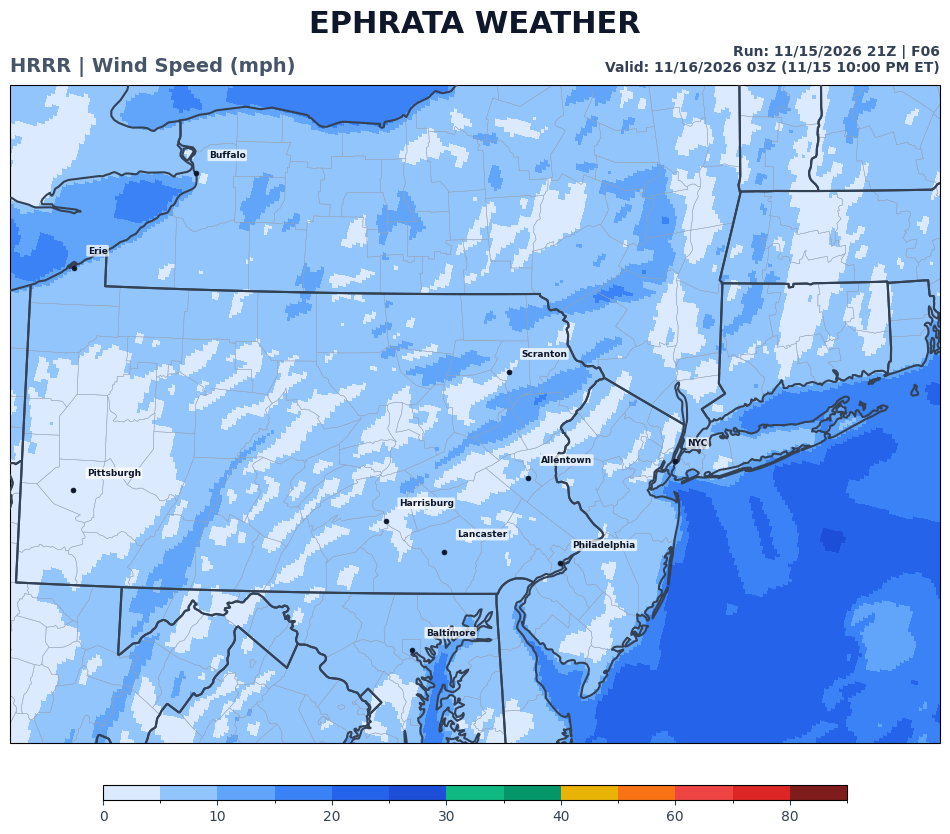 EPHRATA WEATHER
HRRR | Wind Speed (mph)
Run: 11/15/2026 21Z | F06
Valid: 11/16/2026 03Z (11/15 10:00 PM ET)
Buffalo
Erie
Scranton
NYC
Allentown
Pittsburgh
Harrisburg
Lancaster
Philadelphia
Baltimore
0 10 20 30 40 60 80